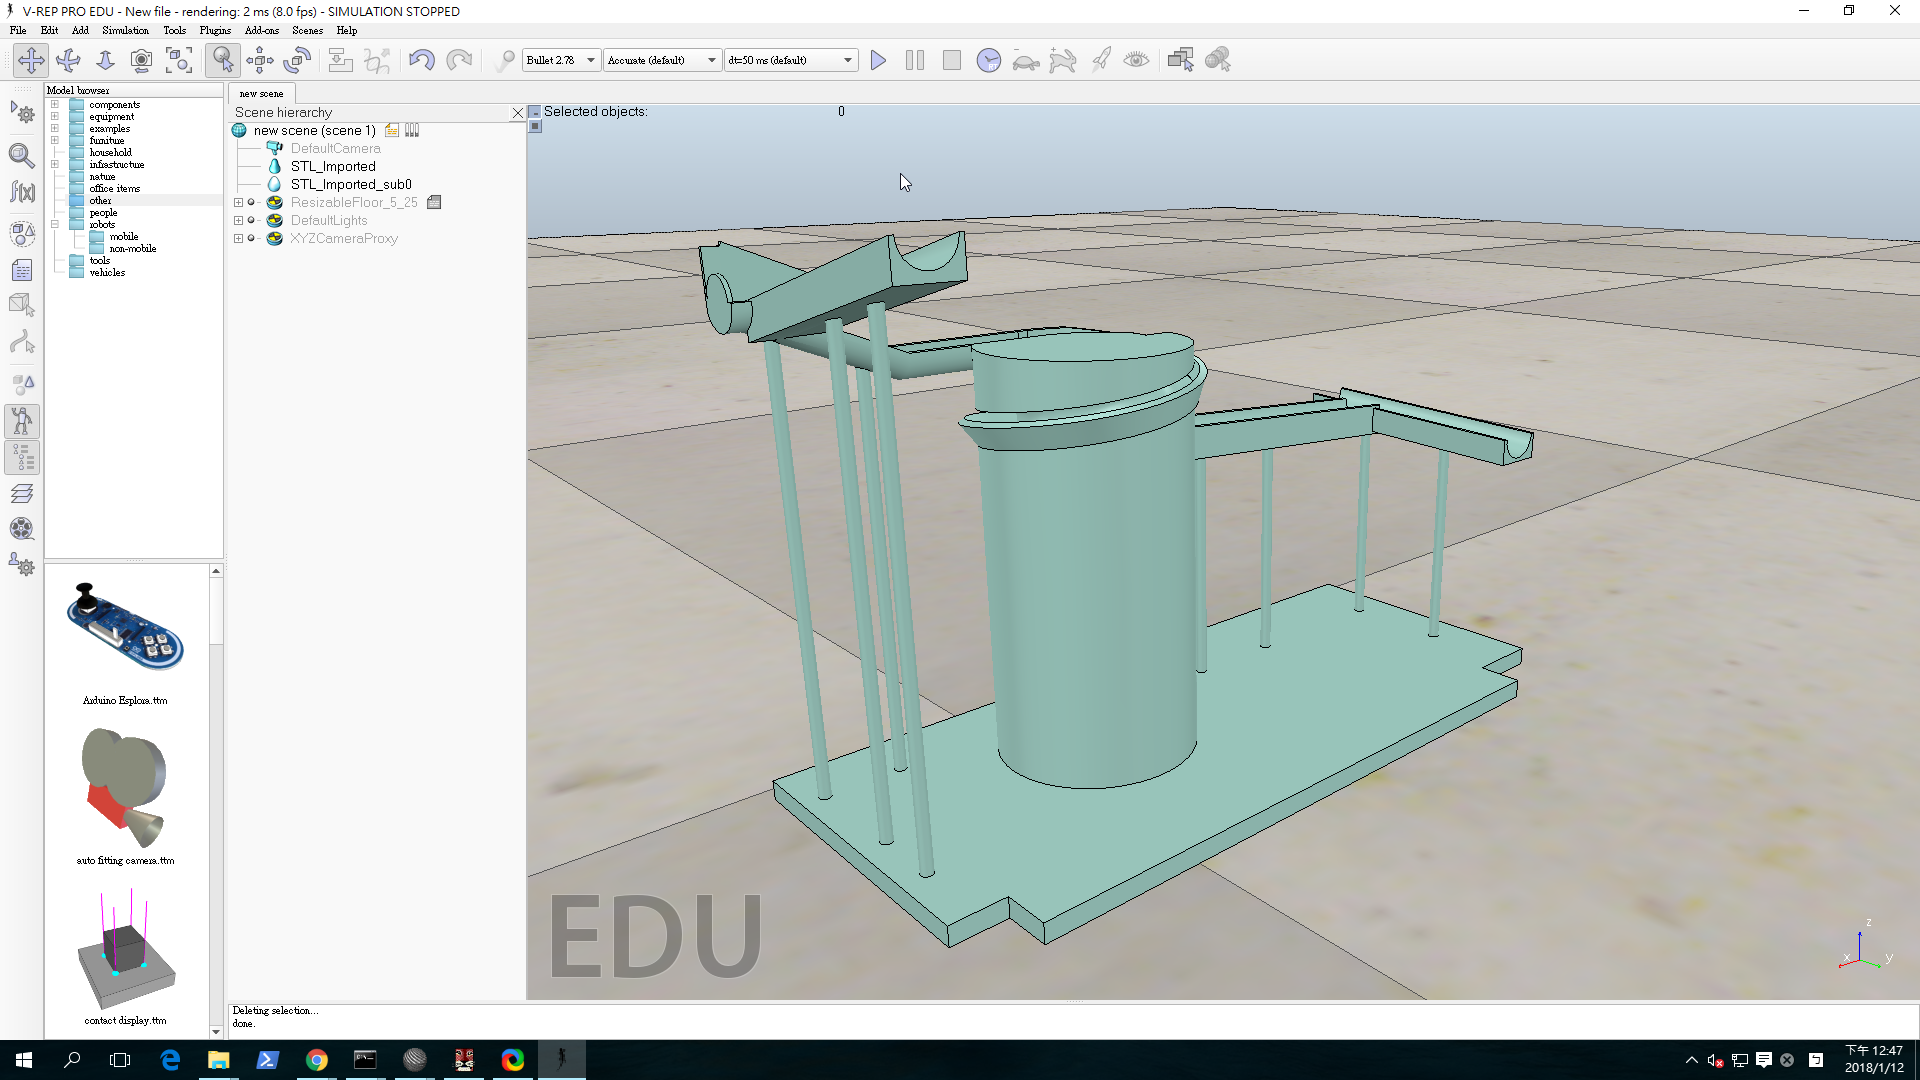 V-REP PRO EDU - New file - rendering: 2 ms (8.0 fps) - SIMULATION STOPPED
File Edit Add Simulation Tools Plugins Add-ons Scenes Help
Bullet 2.78 Accurate (default) dt=50 ms (default)
Model browser
components
equipment
examples
furniture
household
infrastructure
nature
office items
other
people
robots
mobile
non-mobile
tools
vehicles
Arduino Esplora.ttm
auto fitting camera.ttm
contact display.ttm
new scene
Scene hierarchy
new scene (scene 1)
DefaultCamera
STL_Imported
STL_Imported_sub0
ResizableFloor_5_25
DefaultLights
XYZCameraProxy
Selected objects: 0
EDU
z
x
y
Deleting selection...
done.
下午 12:47
2018/1/12